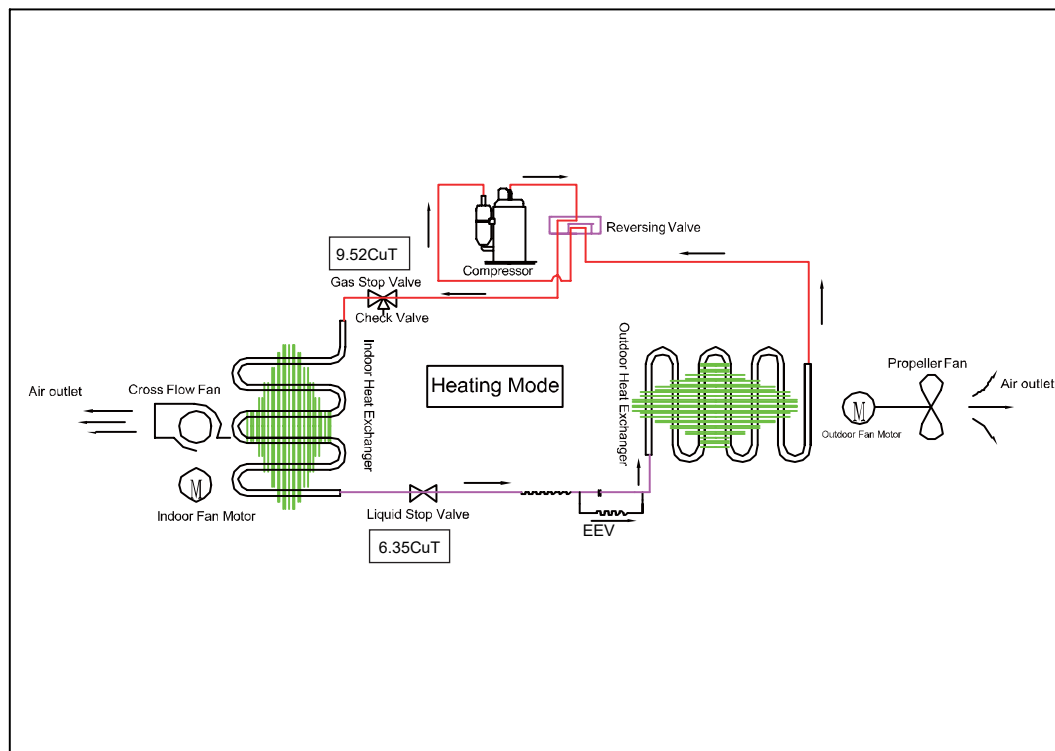 Reversing Valve
9.52CuT
Compressor
Gas Stop Valve
Check Valve
Indoor Heat Exchanger
Outdoor Heat Exchanger
Heating Mode
Propeller Fan
Air outlet
Cross Flow Fan
Air outlet
M
Outdoor Fan Motor
M
Indoor Fan Motor
Liquid Stop Valve
EEV
6.35CuT